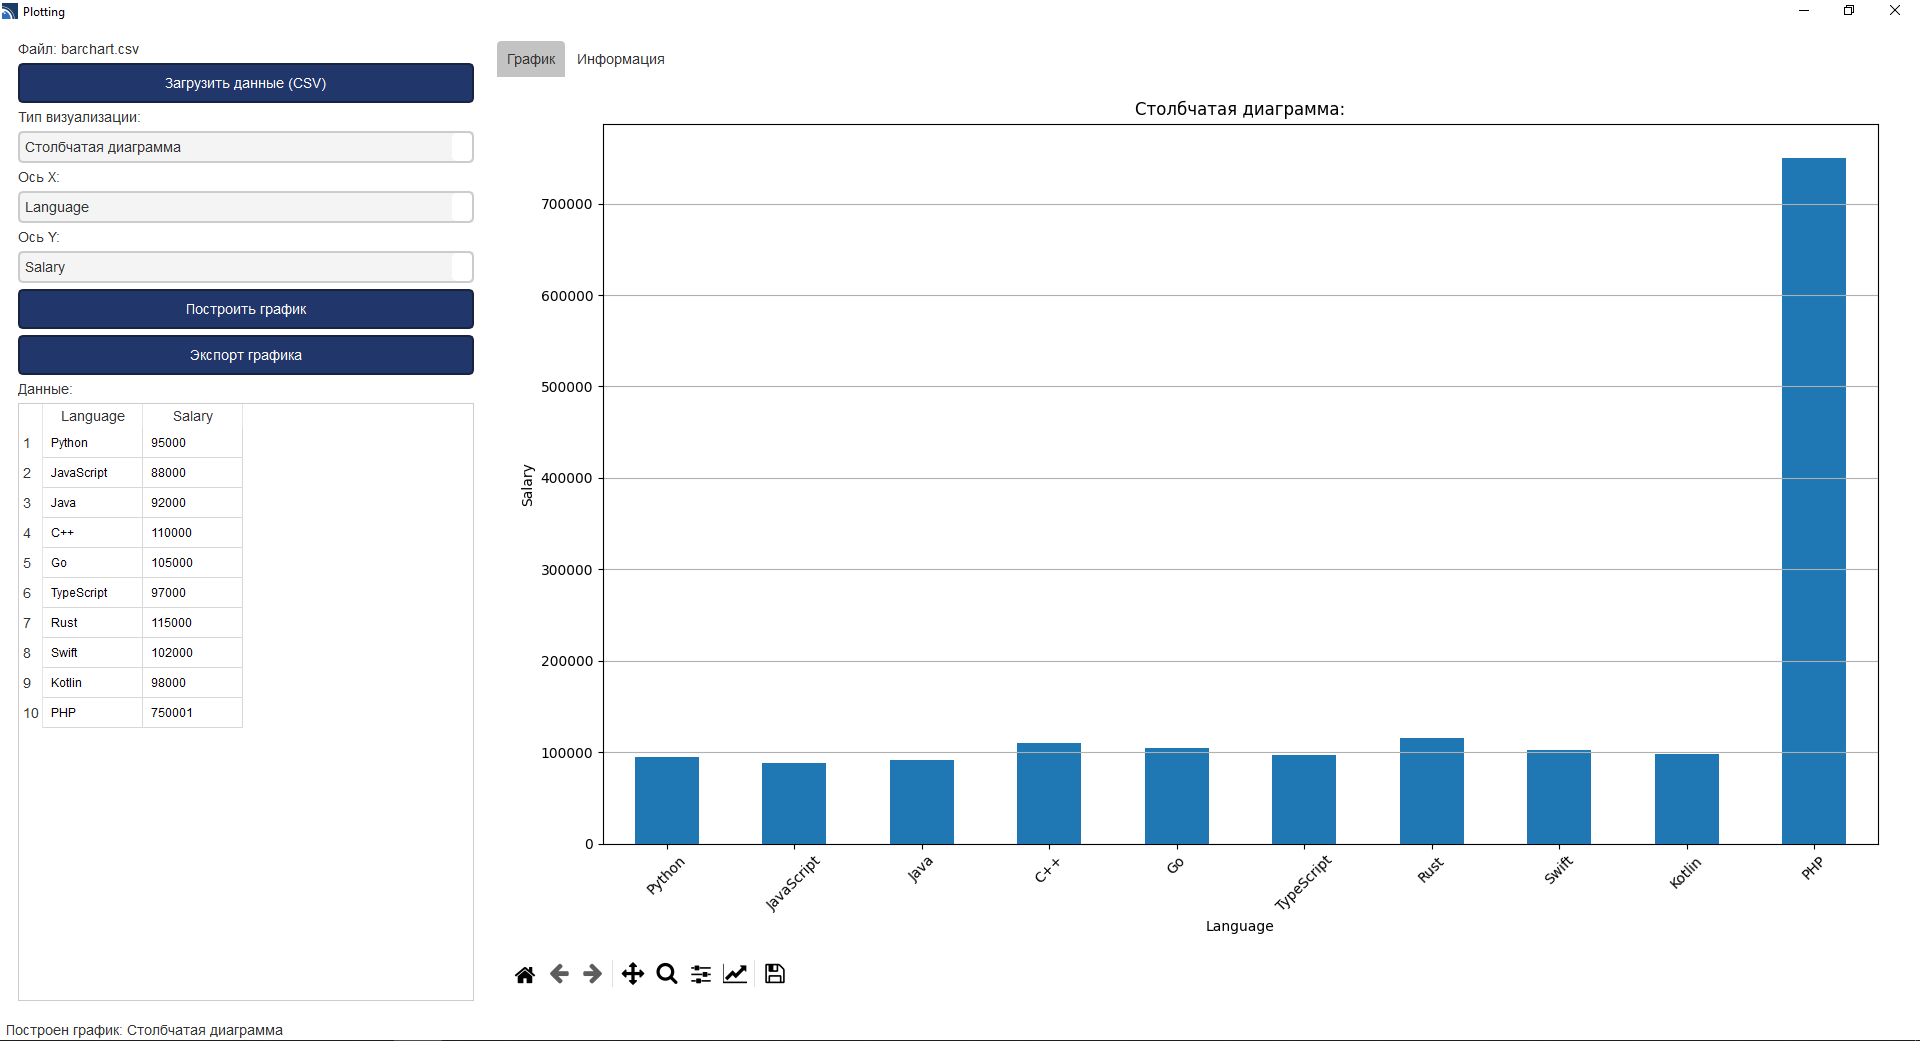 Plotting
Файл: barchart.csv
Загрузить данные (CSV)
Тип визуализации:
Столбчатая диаграмма
Ось X:
Language
Ось Y:
Salary
Построить график
Экспорт графика
Данные:
Language Salary
1 Python 95000
2 JavaScript 88000
3 Java 92000
4 C++ 110000
5 Go 105000
6 TypeScript 97000
7 Rust 115000
8 Swift 102000
9 Kotlin 98000
10 PHP 750001
График Информация
Столбчатая диаграмма:
700000
600000
500000
400000
300000
200000
100000
0
Salary
Python JavaScript Java C++ Go TypeScript Rust Swift Kotlin PHP
Language
Построен график: Столбчатая диаграмма